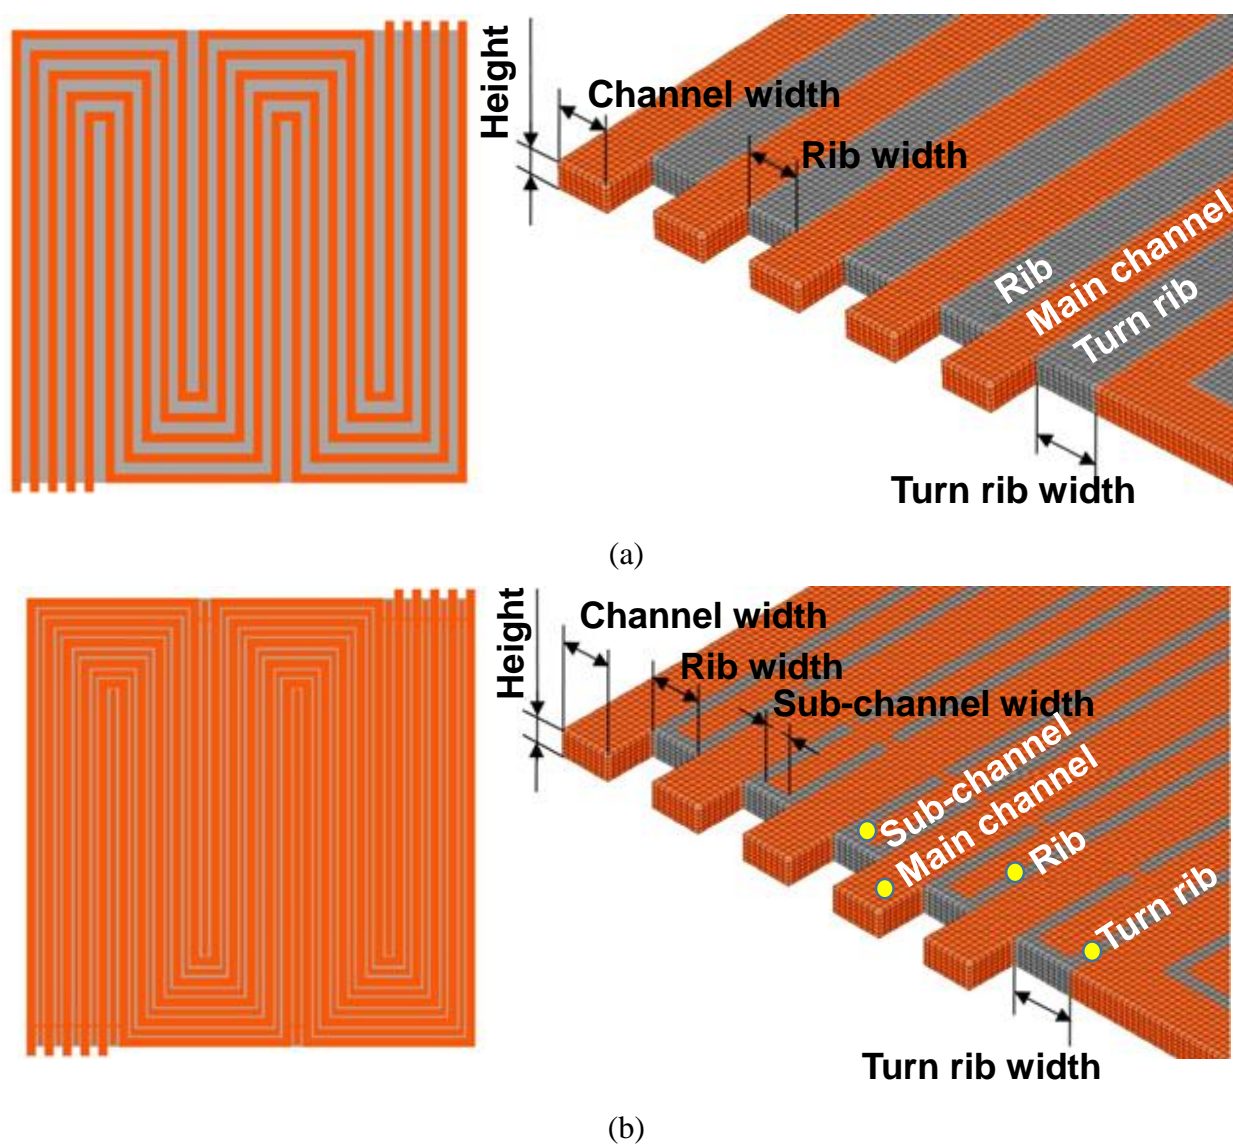 Height
Channel width
Rib width
Rib
Main channel
Turn rib
Turn rib width
(a)
Height
Channel width
Rib width
Sub-channel width
Sub-channel
Main channel
Rib
Turn rib
Turn rib width
(b)